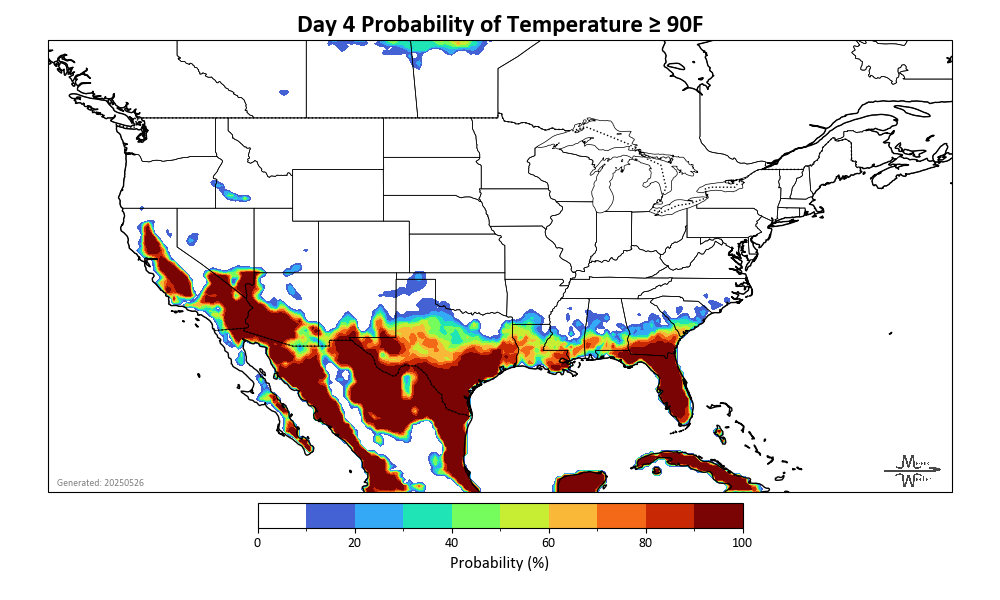 Day 4 Probability of Temperature ≥ 90F
Generated: 20250526
0 20 40 60 80 100
Probability (%)